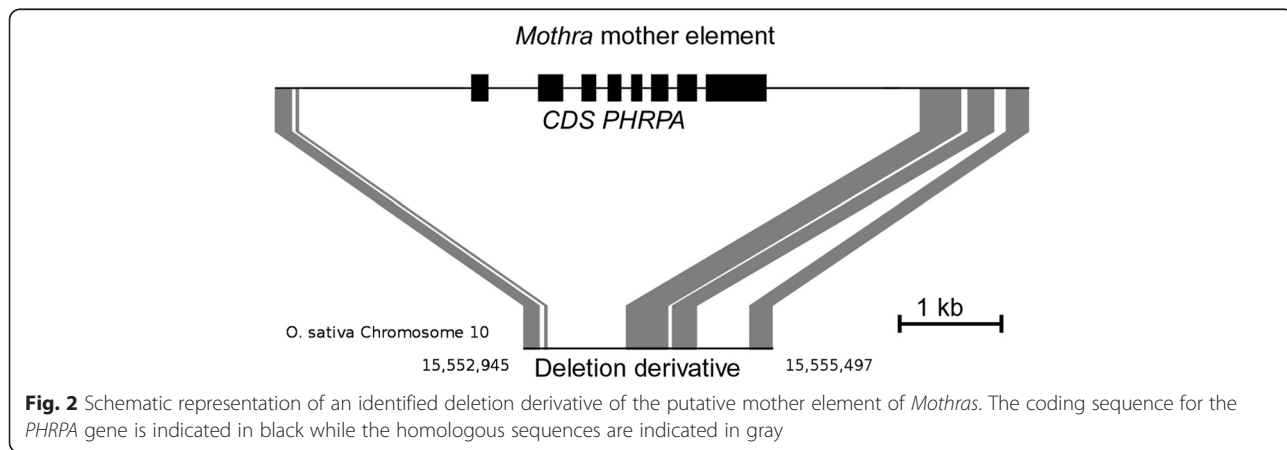 Mothra mother element
CDS PHRPA
1 kb
O. sativa Chromosome 10
15,552,945 Deletion derivative 15,555,497
Fig. 2 Schematic representation of an identified deletion derivative of the putative mother element of Mothras. The coding sequence for the
PHRPA gene is indicated in black while the homologous sequences are indicated in gray